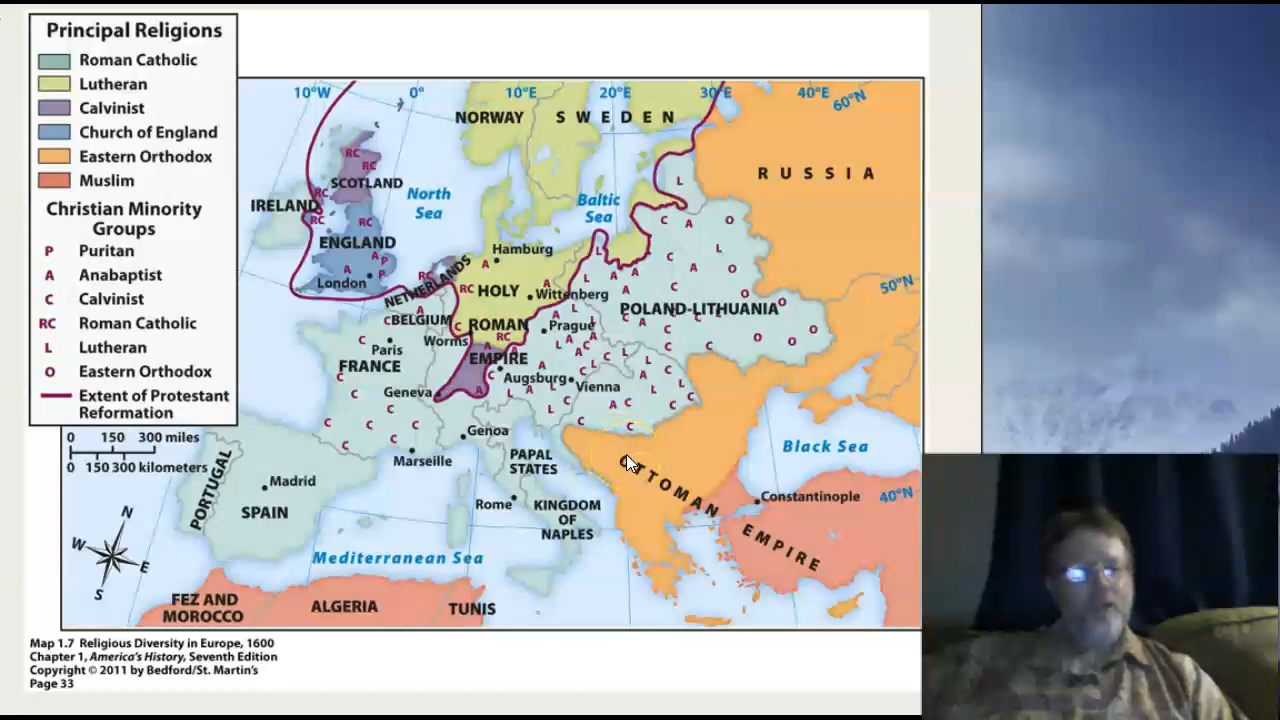 Principal Religions
Roman Catholic
Lutheran
Calvinist
Church of England
Eastern Orthodox
Muslim
Christian Minority
Groups
P Puritan
A Anabaptist
C Calvinist
RC Roman Catholic
L Lutheran
O Eastern Orthodox
Extent of Protestant
Reformation
0 150 300 miles
0 150 300 kilometers
10°W
0°
10°E
20°E
30°E
40°E
60°N
50°N
40°N
NORWAY
SWEDEN
RUSSIA
SCOTLAND
IRELAND
North
Sea
Baltic
Sea
ENGLAND
London
NETHERLANDS
Hamburg
HOLY
Wittenberg
POLAND-LITHUANIA
BELGIUM
ROMAN
Prague
Paris
Worms
EMPIRE
FRANCE
Augsburg
Vienna
Geneva
Genoa
Marseille
PAPAL
STATES
Black Sea
OTTOMAN EMPIRE
Constantinople
PORTUGAL
Madrid
SPAIN
Rome
KINGDOM
OF
NAPLES
Mediterranean Sea
N
W
E
S
FEZ AND
MOROCCO
ALGERIA
TUNIS
Map 1.7 Religious Diversity in Europe, 1600
Chapter 1, America's History, Seventh Edition
Copyright © 2011 by Bedford/St. Martin's
Page 33